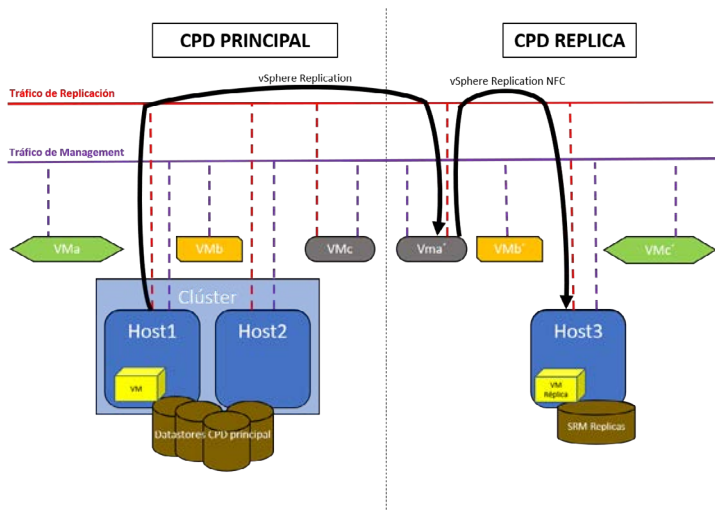 CPD PRINCIPAL
CPD REPLICA
vSphere Replication
vSphere Replication NFC
Tráfico de Replicación
Tráfico de Management
VMa
VMb
VMc
Vma´
VMb´
VMc´
Clúster
Host1
Host2
Host3
VM
VM
Réplica
Datastores CPD principal
SRM Replicas